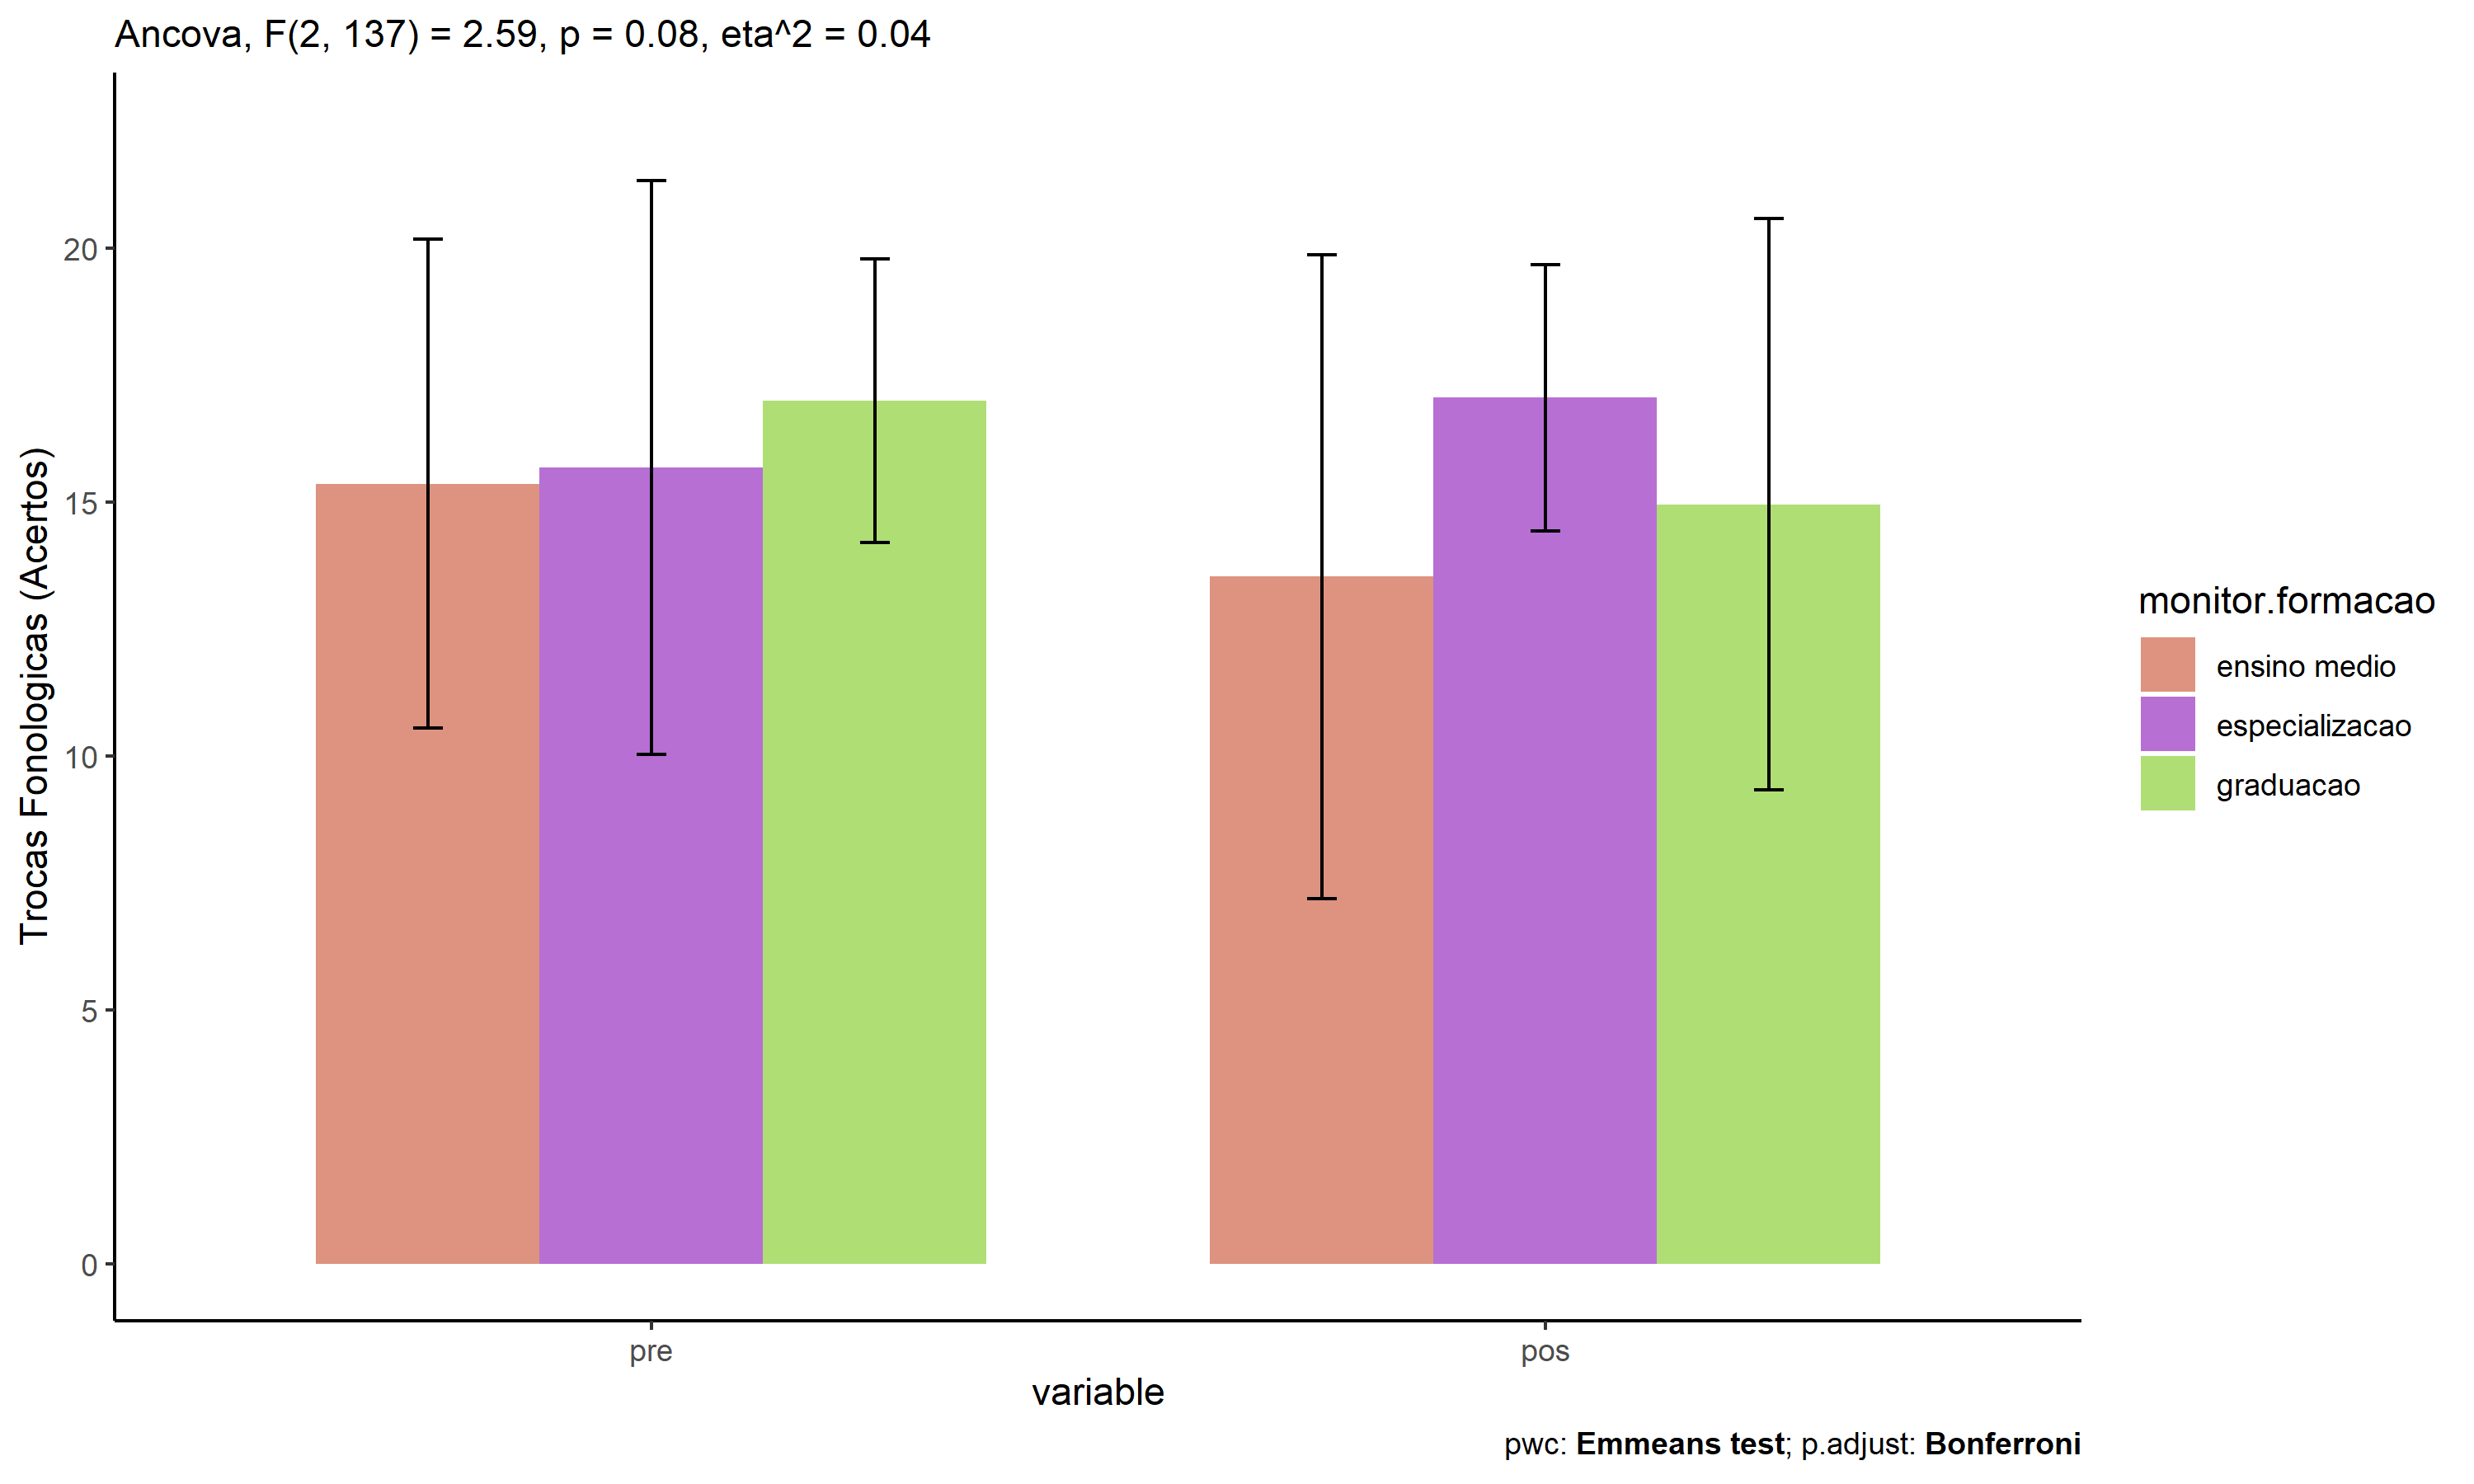 Ancova, F(2, 137) = 2.59, p = 0.08, eta^2 = 0.04
Trocas Fonologicas (Acertos)
20
15
10
5
0
pre
pos
variable
monitor.formacao
ensino medio
especializacao
graduacao
pwc: Emmeans test; p.adjust: Bonferroni